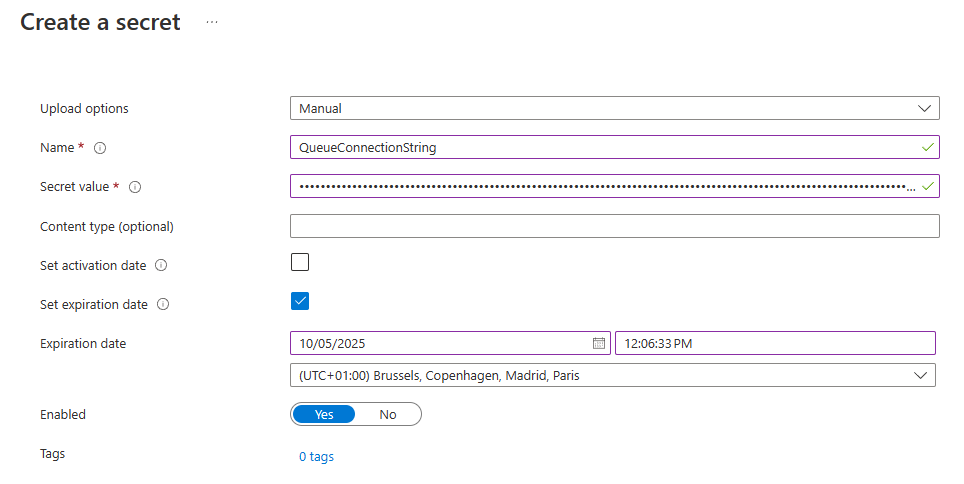 Create a secret ...
Upload options Manual
Name * QueueConnectionString
Secret value * ••••••••••••••••••••••••••••••••••••••••••••••••••••••••••••••••••••••••••••••••••••••••••••••••••••••••••••••••••••...
Content type (optional)
Set activation date
Set expiration date
Expiration date 10/05/2025 12:06:33 PM
(UTC+01:00) Brussels, Copenhagen, Madrid, Paris
Enabled Yes No
Tags 0 tags